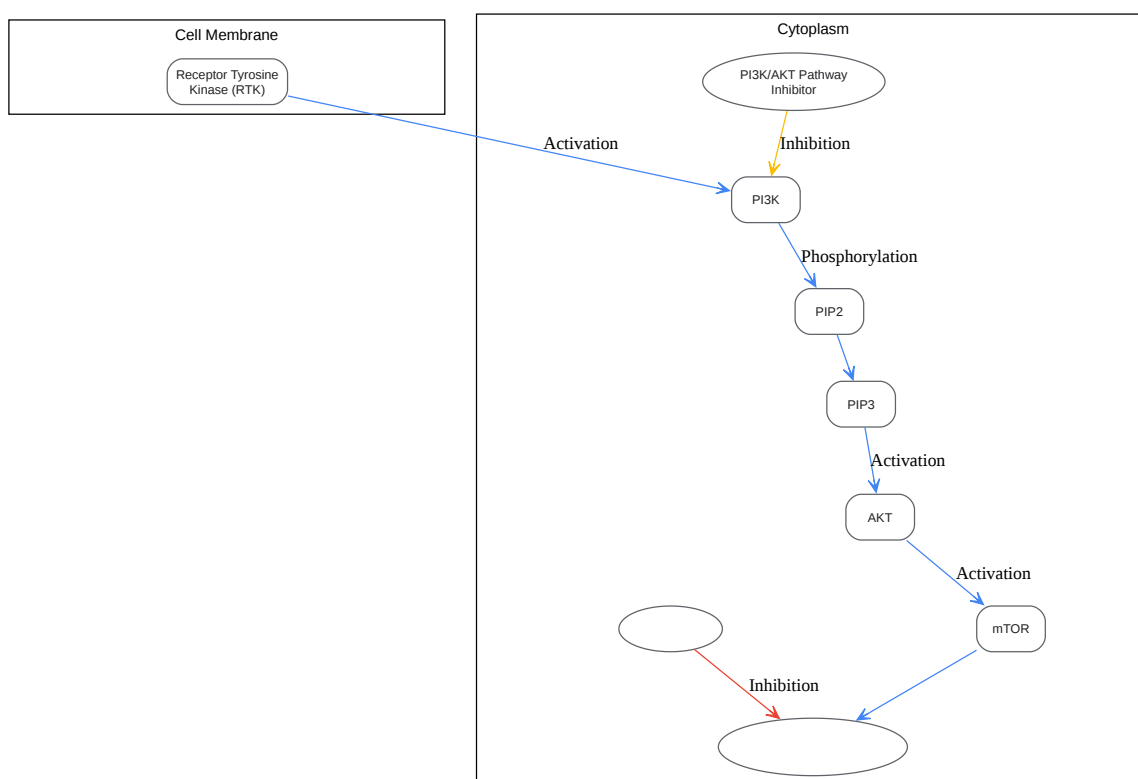 Cell Membrane
Receptor Tyrosine
Kinase (RTK)
Cytoplasm
PI3K/AKT Pathway
Inhibitor
Activation
Inhibition
PI3K
Phosphorylation
PIP2
PIP3
Activation
AKT
Activation
mTOR
Inhibition